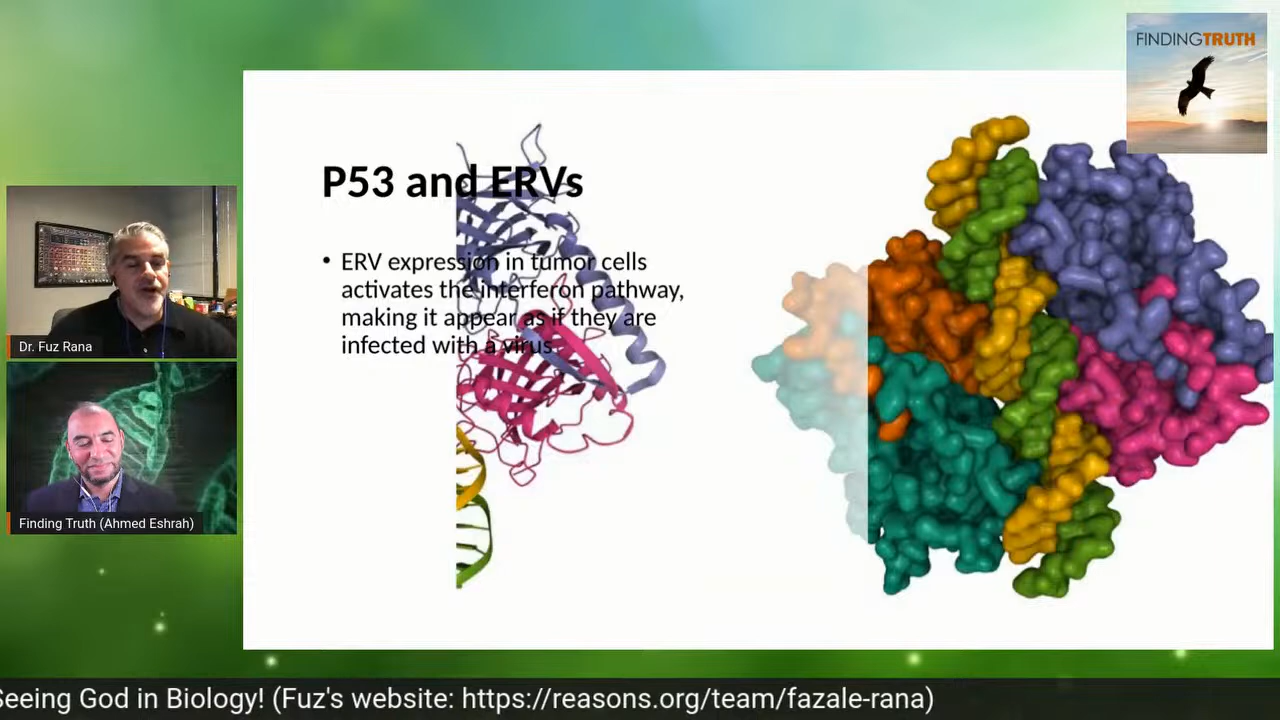 FINDINGTRUTH
P53 and ERVs
• ERV expression in tumor cells
activates the interferon pathway,
making it appear as if they are
infected with a virus.
Dr. Fuz Rana
Finding Truth (Ahmed Eshrah)
Seeing God in Biology! (Fuz's website: https://reasons.org/team/fazale-rana)